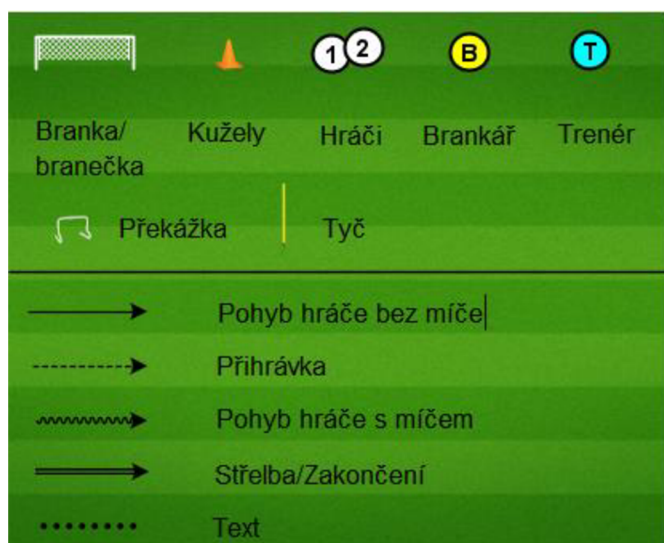 1 2 B T
Branka/ Kužely Hráči Brankář Trenér
branečka
Překážka Tyč
Pohyb hráče bez míče
Přihrávka
Pohyb hráče s míčem
Střelba/Zakončení
Text